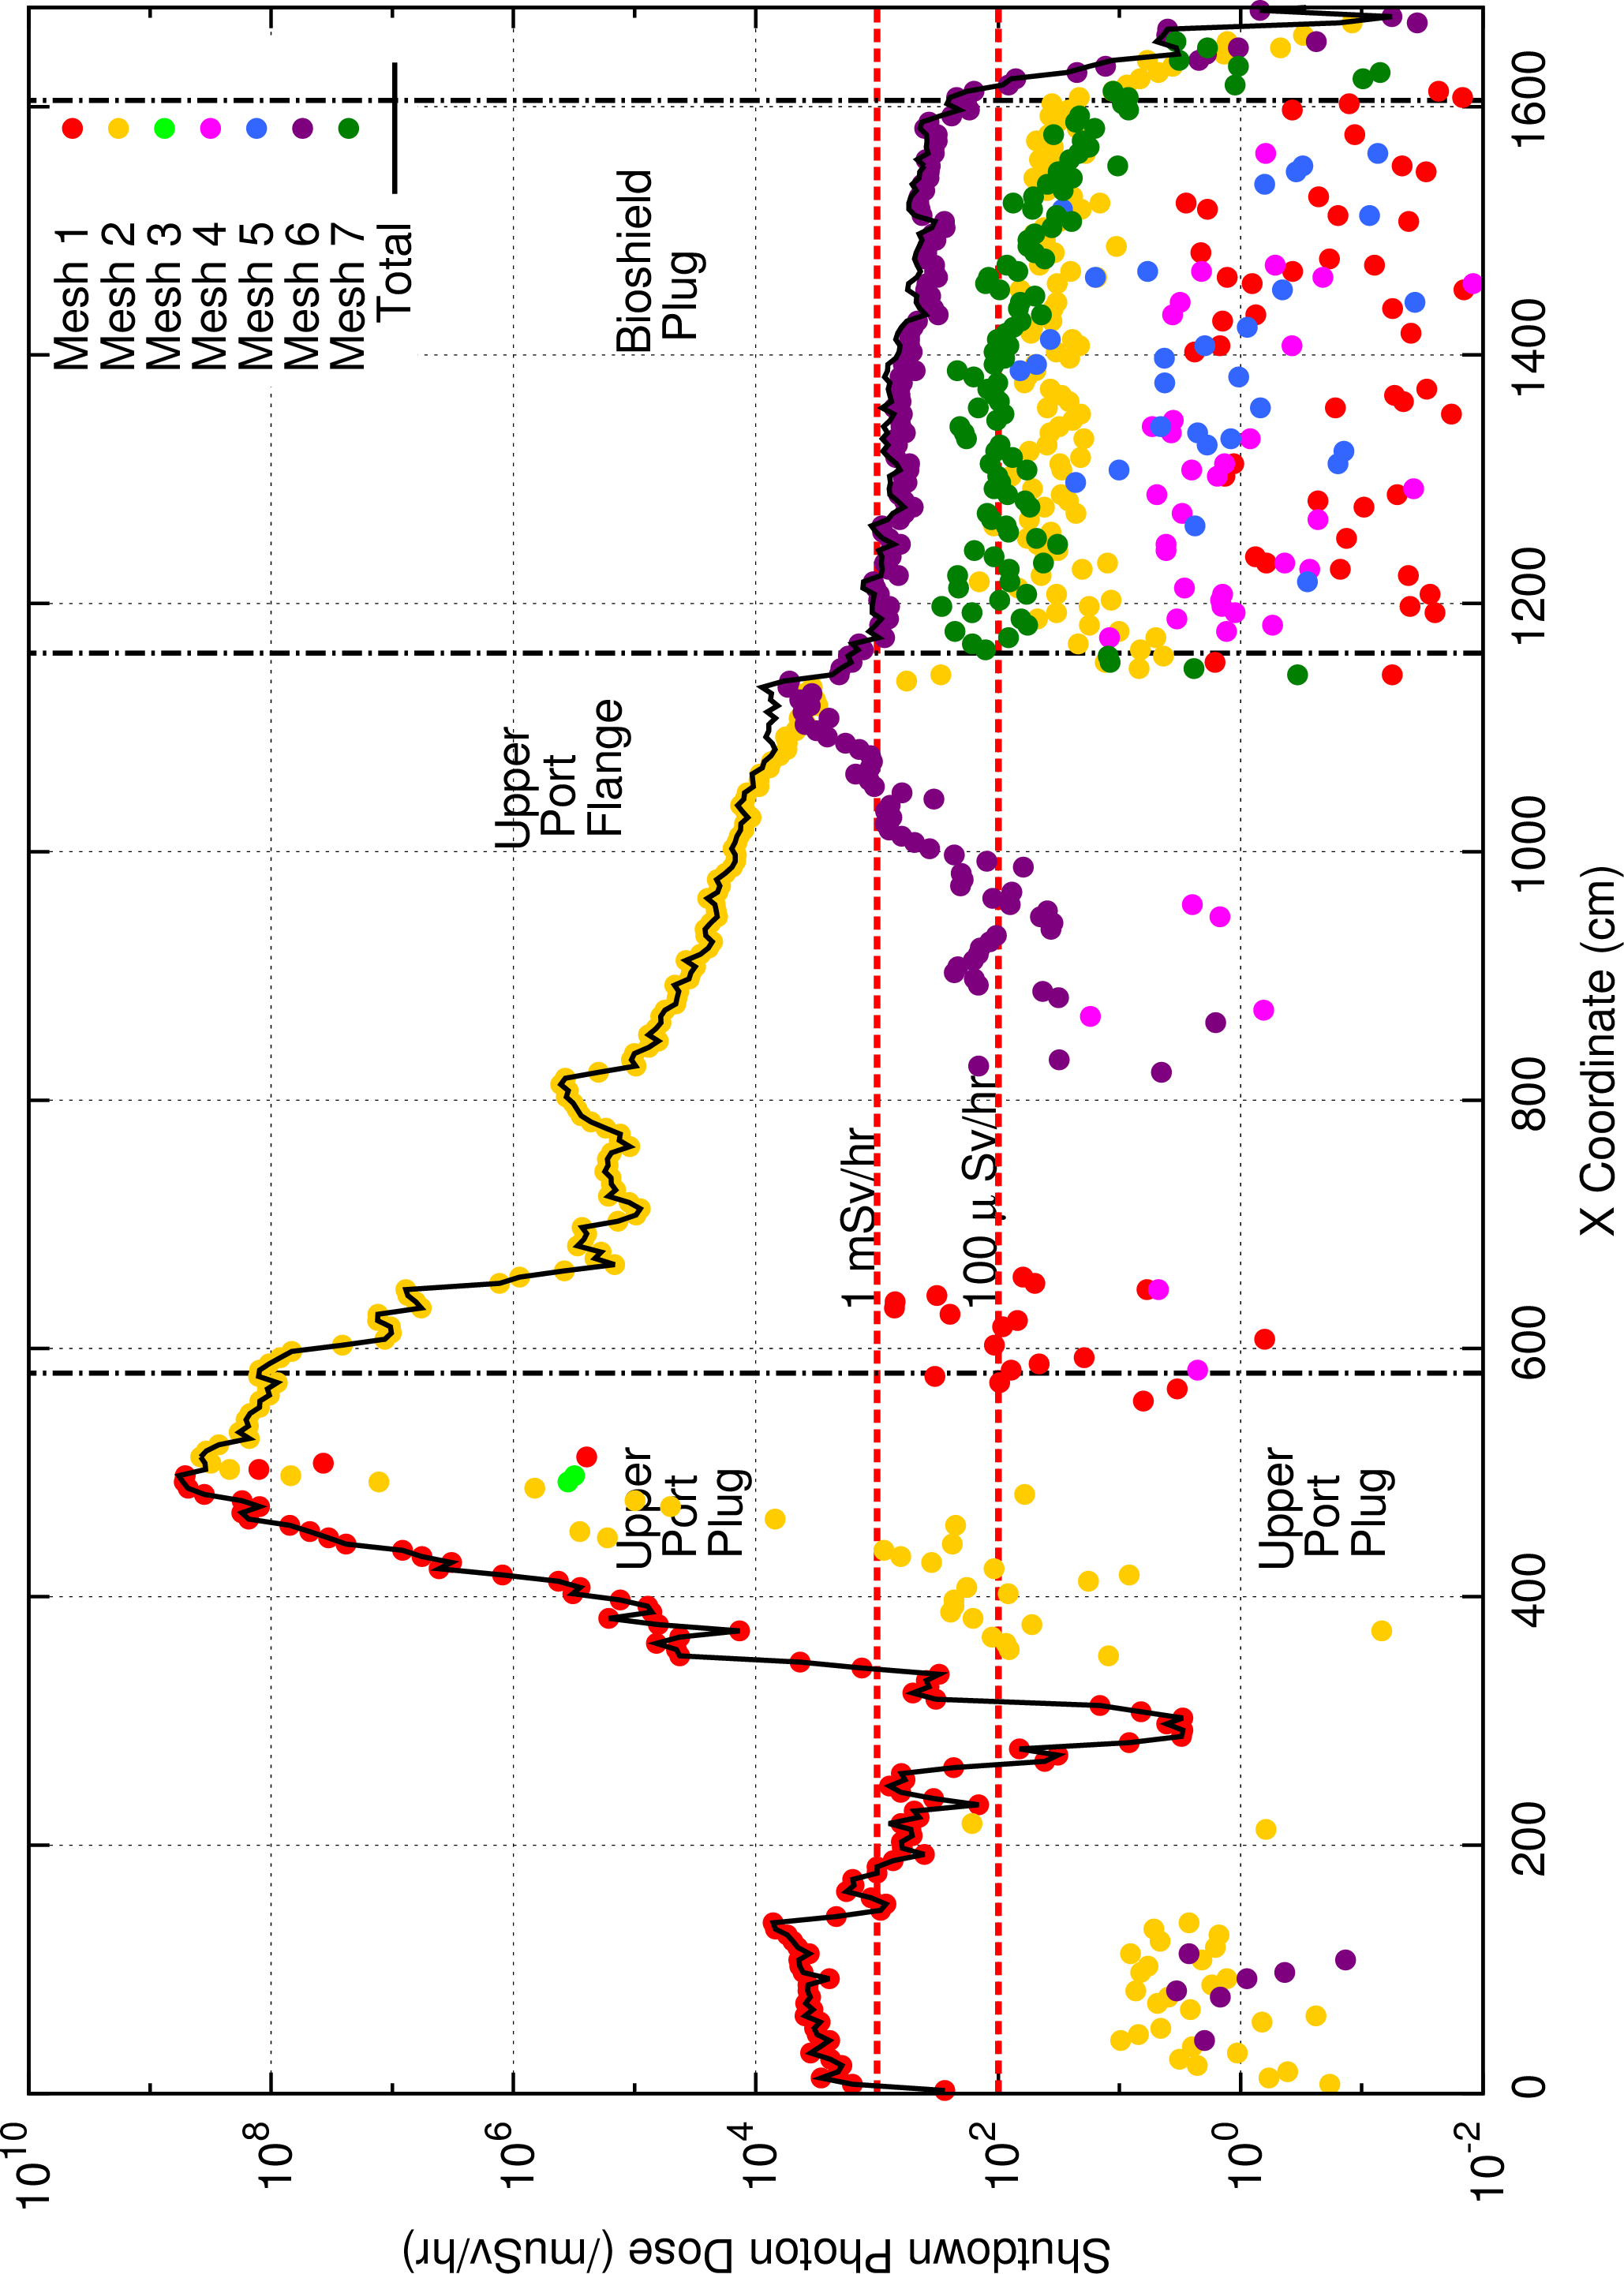 Mesh 1
Mesh 2
Mesh 3
Mesh 4
Mesh 5
Mesh 6
Mesh 7
Total
Bioshield
Plug
Upper
Port
Flange
1 mSv/hr
100 μ Sv/hr
Upper
Port
Plug
Upper
Port
Plug
10^10
10^8
10^6
10^4
10^2
10^0
10^-2
0 200 400 600 800 1000 1200 1400 1600
X Coordinate (cm)
Shutdown Photon Dose (/muSv/hr)